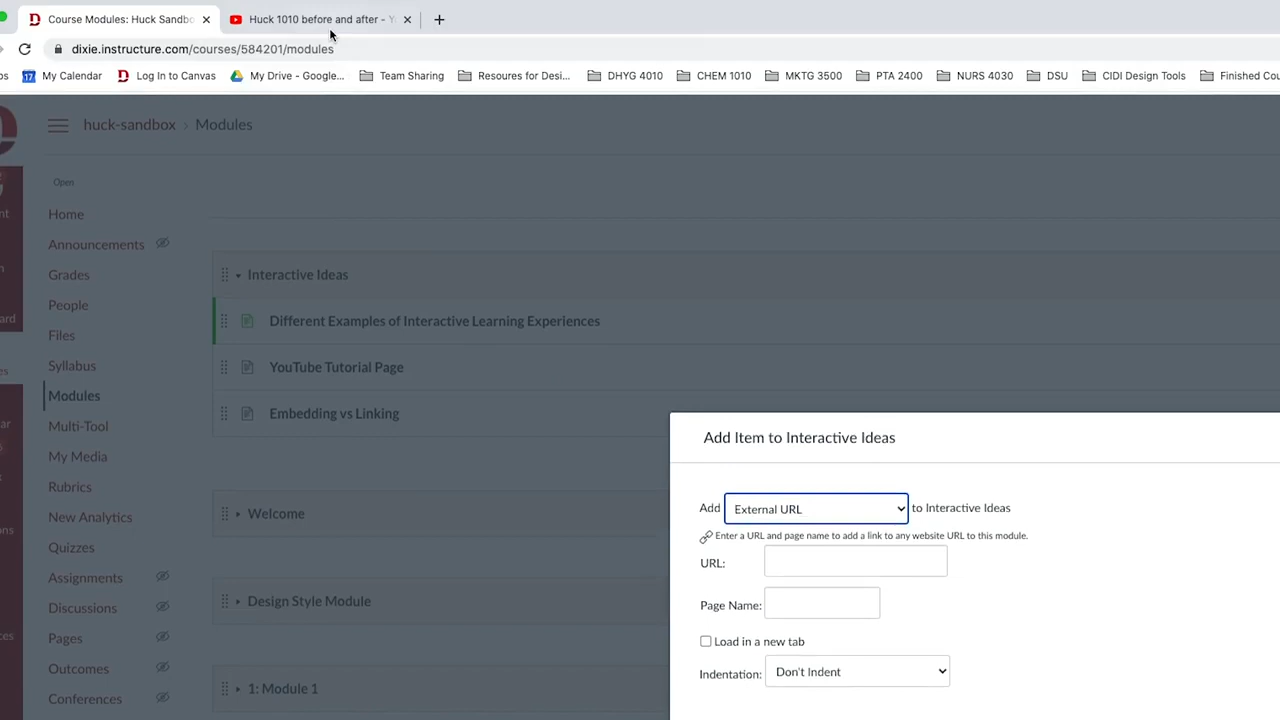 Course Modules: Huck Sandbo
Huck 1010 before and after -
dixie.instructure.com/courses/584201/modules
ps 17 My Calendar D Log In to Canvas My Drive - Google... Team Sharing Resoures for Desi... DHYG 4010 CHEM 1010 MKTG 3500 PTA 2400 NURS 4030 DSU CIDI Design Tools Finished Cou
huck-sandbox › Modules
Open
Home
Announcements
Grades
People
Files
Syllabus
Modules
Multi-Tool
My Media
Rubrics
New Analytics
Quizzes
Assignments
Discussions
Pages
Outcomes
Conferences
Interactive Ideas
Different Examples of Interactive Learning Experiences
YouTube Tutorial Page
Embedding vs Linking
Welcome
Design Style Module
1: Module 1
Add Item to Interactive Ideas
Add External URL to Interactive Ideas
Enter a URL and page name to add a link to any website URL to this module.
URL:
Page Name:
Load in a new tab
Indentation: Don't Indent